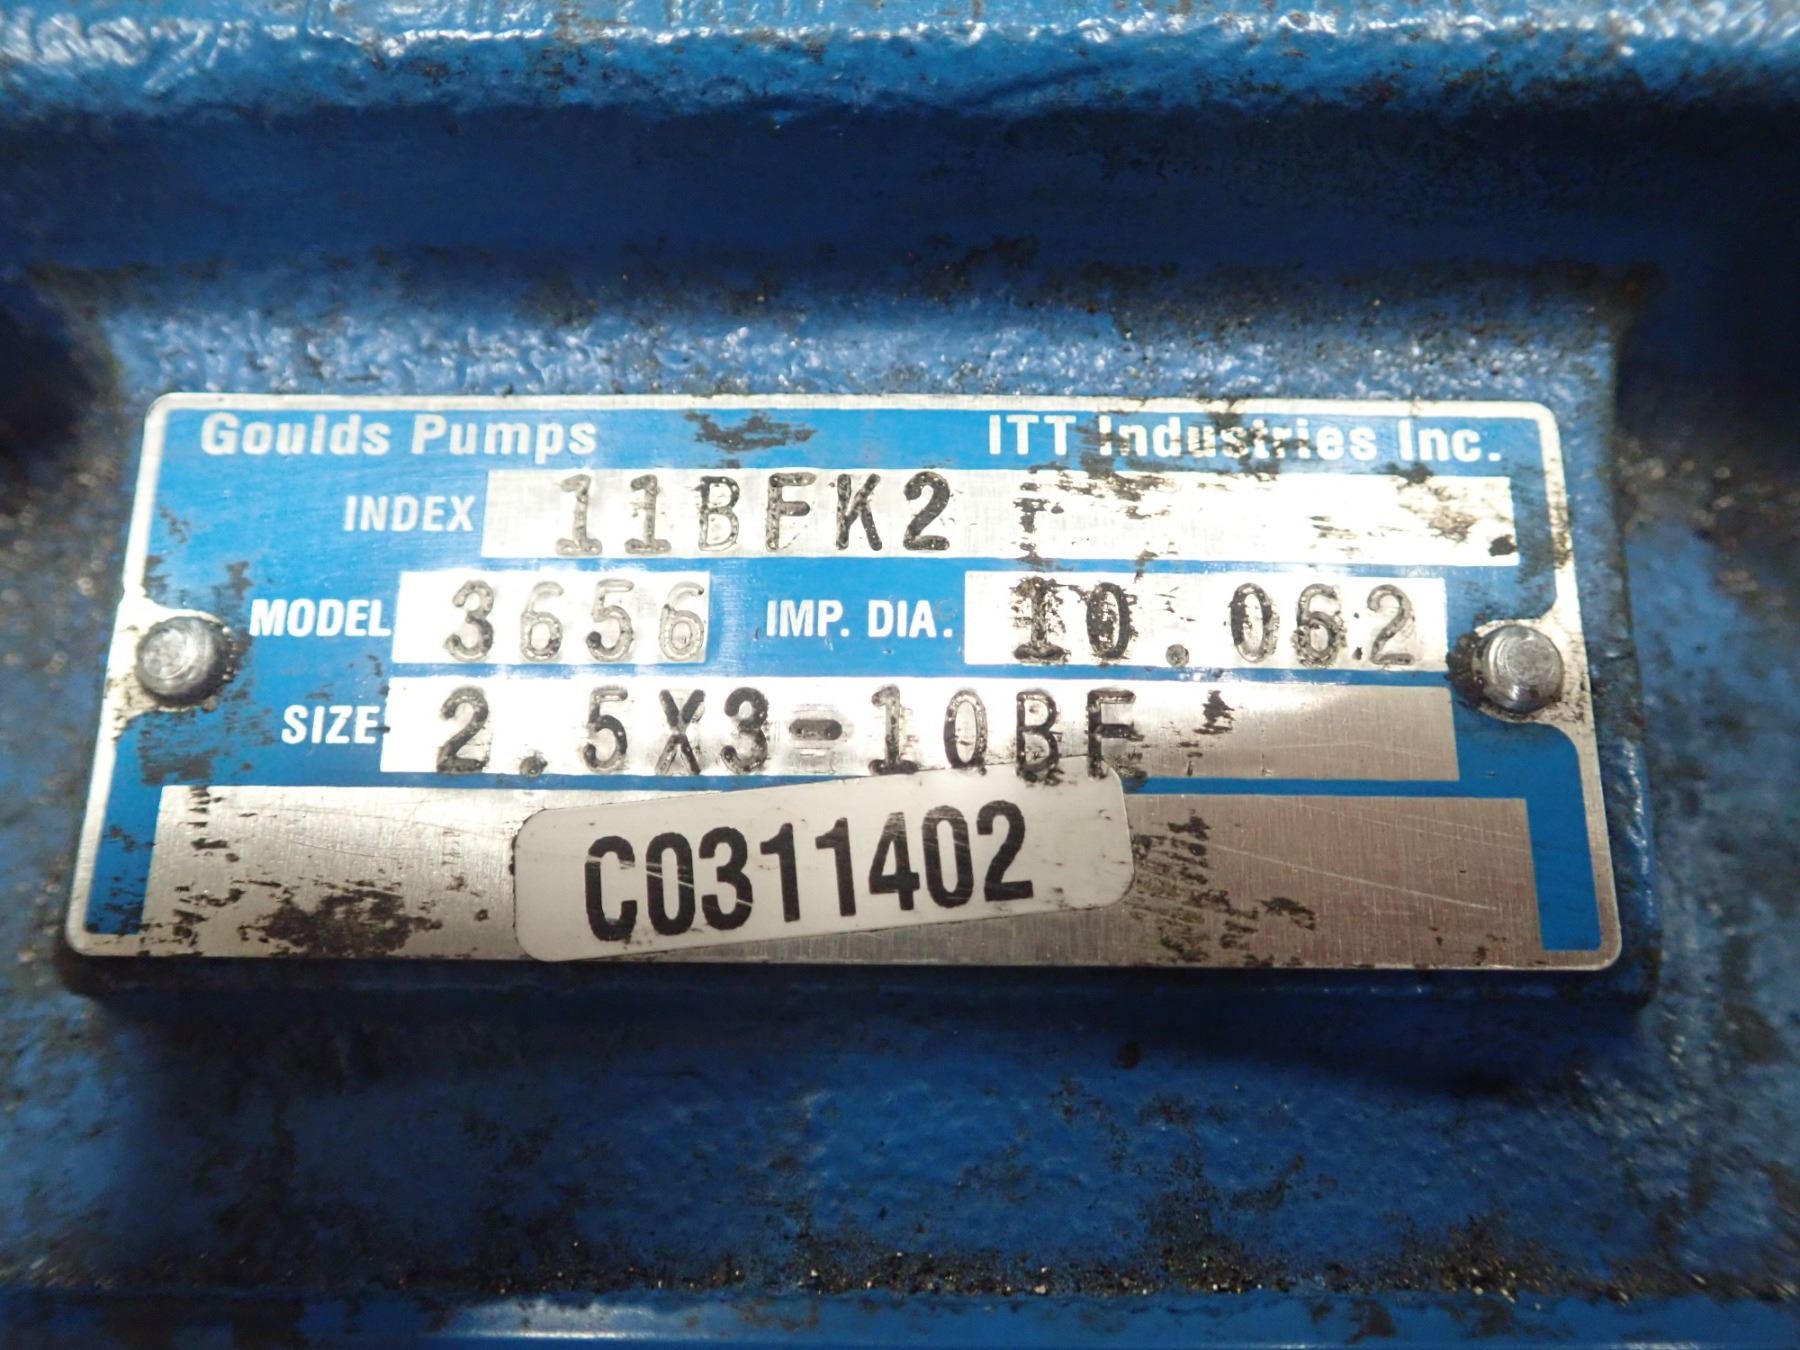 Goulds Pumps ITT Industries Inc.
INDEX 11BFK2
MODEL 3656 IMP. DIA. 10.062
SIZE 2.5X3-10BF
C0311402